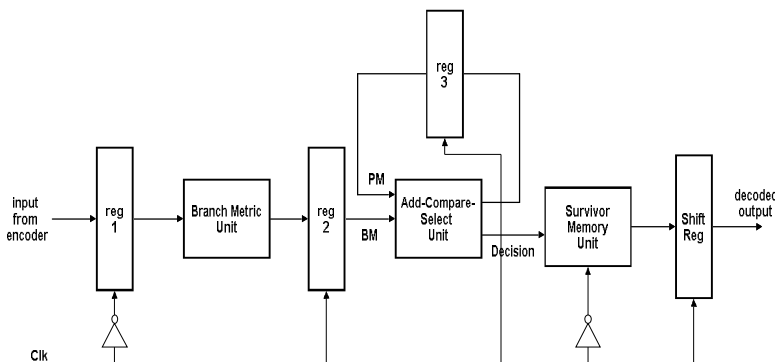 input
from
encoder
reg
1
Branch Metric
Unit
reg
2
PM
BM
reg
3
Add-Compare-
Select
Unit
Decision
Survivor
Memory
Unit
Shift
Reg
decoded
output
Clk